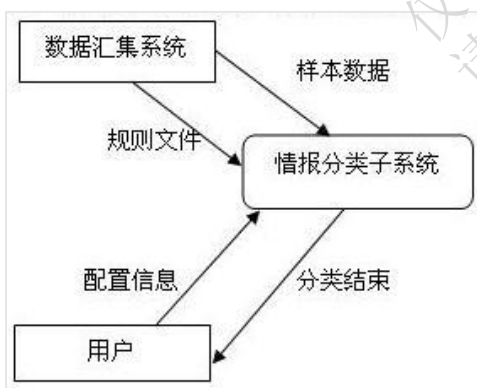 数据汇集系统
样本数据
规则文件
情报分类子系统
配置信息
分类结束
用户